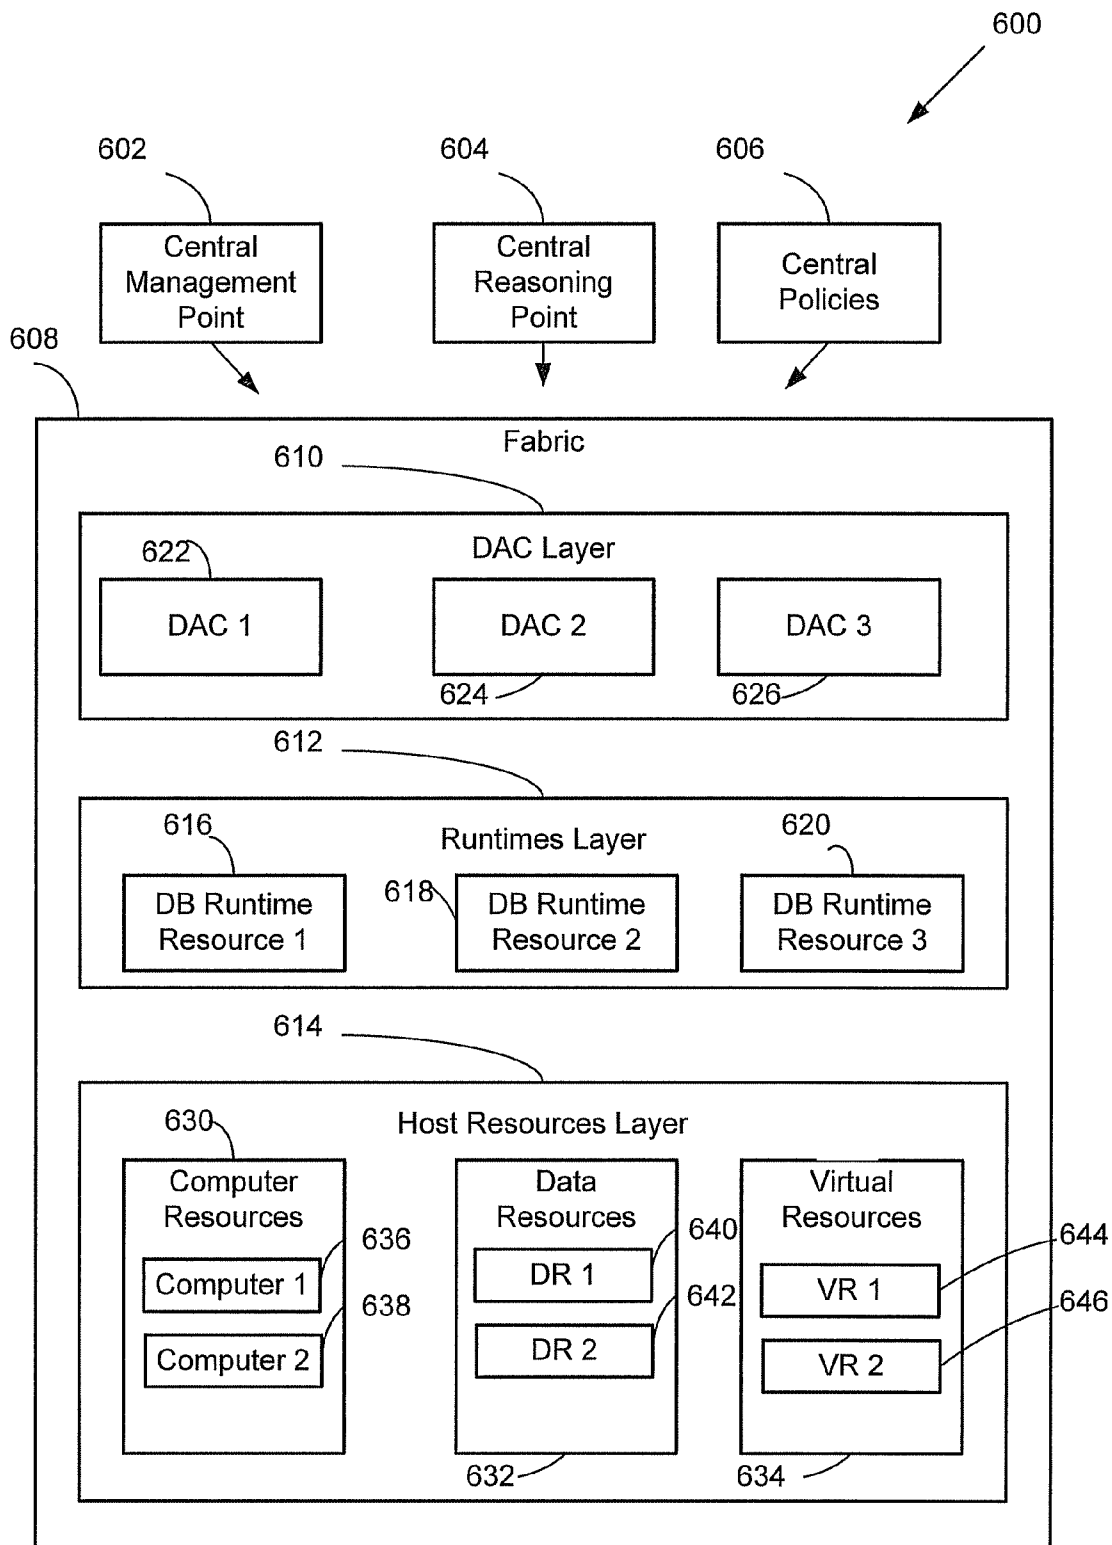 600
602
604
606
Central
Management
Point
Central
Reasoning
Point
Central
Policies
608
Fabric
610
DAC Layer
622
DAC 1
DAC 2
DAC 3
624
626
612
Runtimes Layer
616
620
618
DB Runtime
Resource 1
DB Runtime
Resource 2
DB Runtime
Resource 3
614
Host Resources Layer
630
Computer
Resources
Data
Resources
Virtual
Resources
636
640
644
Computer 1
DR 1
VR 1
638
642
646
Computer 2
DR 2
VR 2
632
634